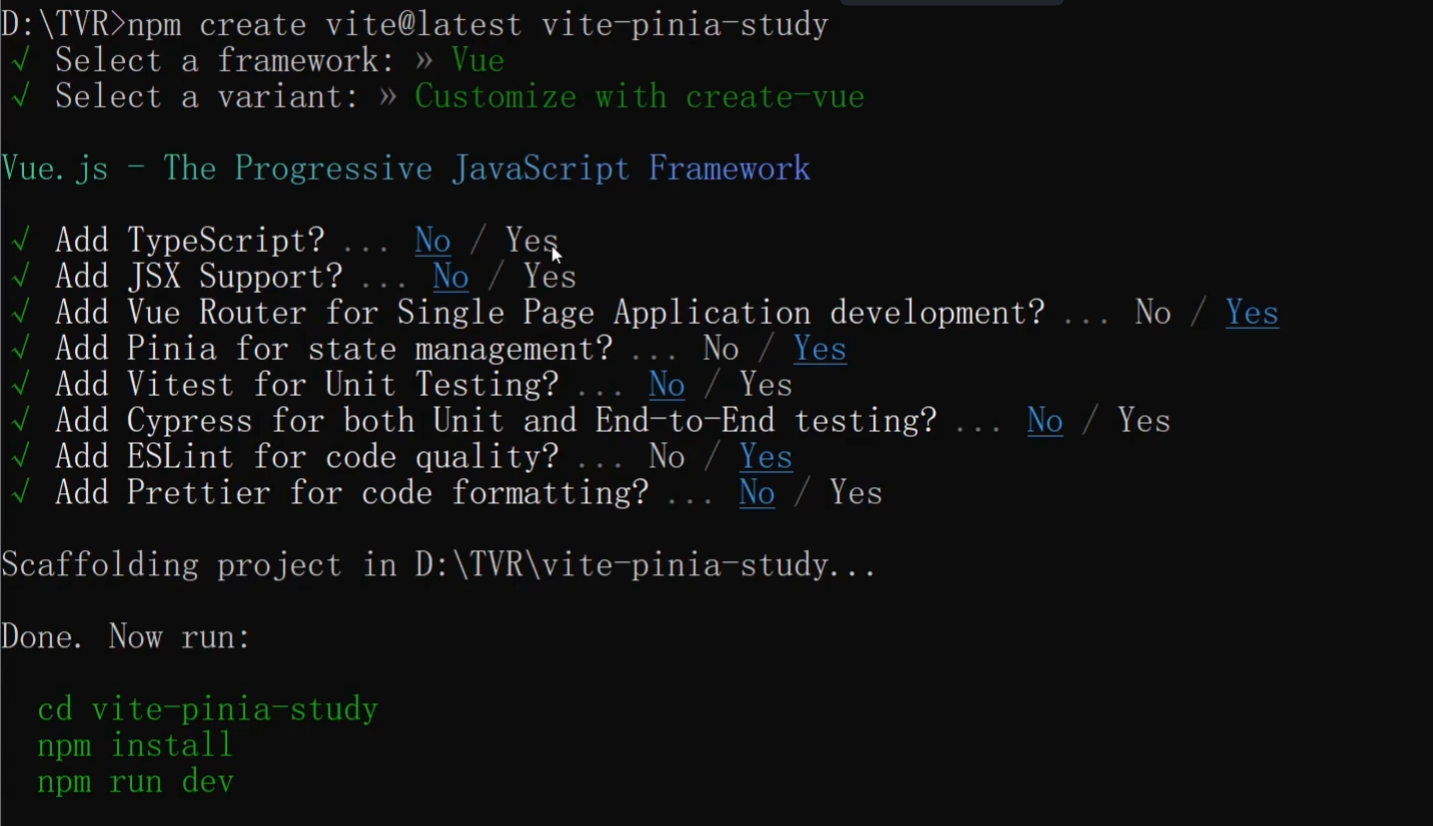 D:\TVR>npm create vite@latest vite-pinia-study
√ Select a framework: » Vue
√ Select a variant: » Customize with create-vue
Vue.js - The Progressive JavaScript Framework
√ Add TypeScript? ... No / Yes
√ Add JSX Support? ... No / Yes
√ Add Vue Router for Single Page Application development? ... No / Yes
√ Add Pinia for state management? ... No / Yes
√ Add Vitest for Unit Testing? ... No / Yes
√ Add Cypress for both Unit and End-to-End testing? ... No / Yes
√ Add ESLint for code quality? ... No / Yes
√ Add Prettier for code formatting? ... No / Yes
Scaffolding project in D:\TVR\vite-pinia-study...
Done. Now run:
cd vite-pinia-study
npm install
npm run dev